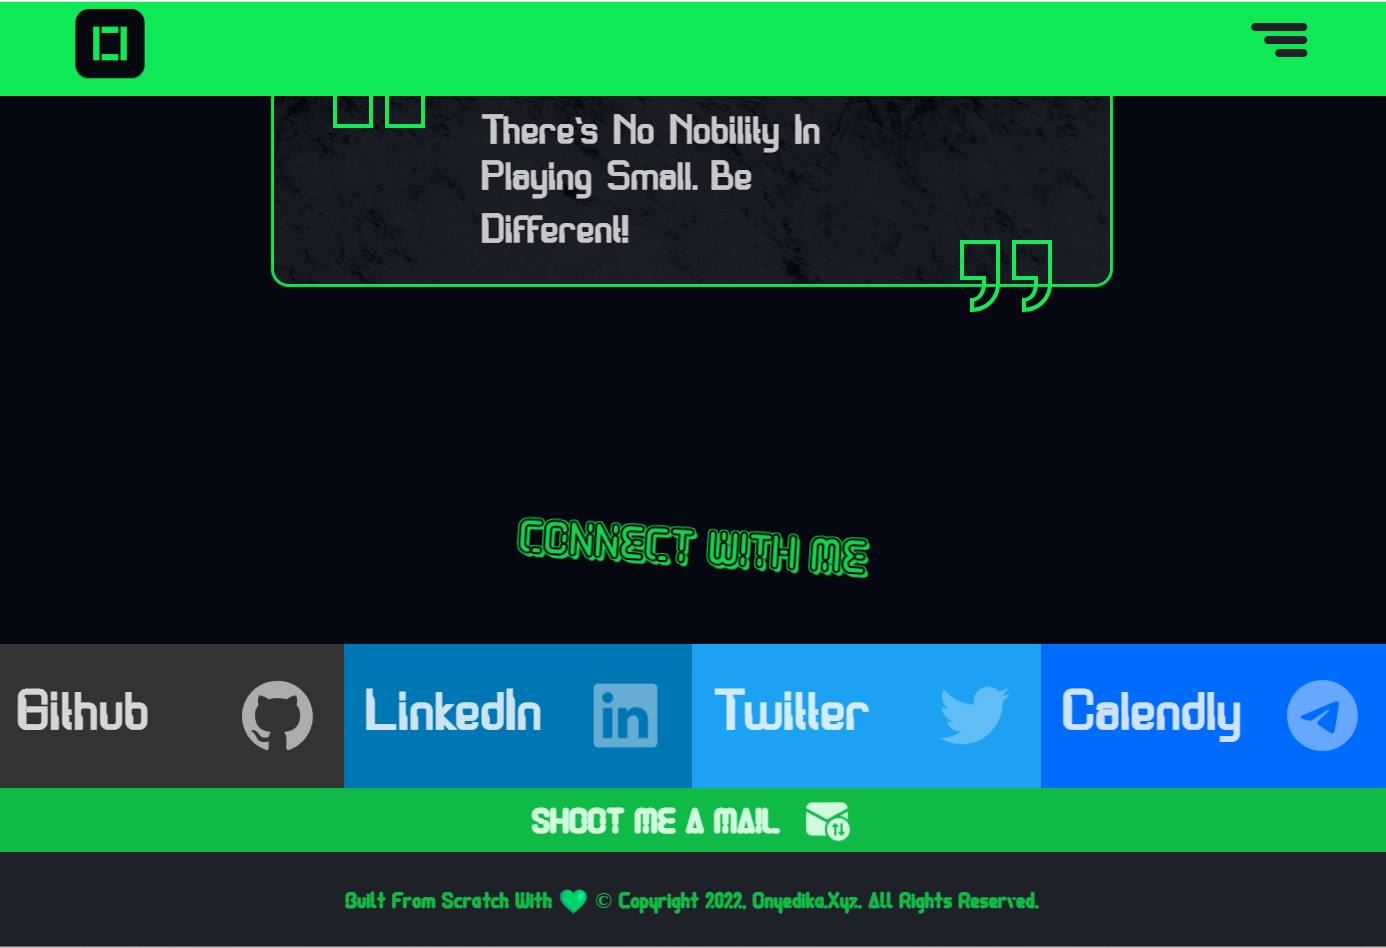 There's No Nobility In
Playing Small. Be
Different!
CONNECT WITH ME
Github
LinkedIn
in
Twitter
Calendly
SHOOT ME A MAIL
Built From Scratch With 💚 © Copyright 2022, Onyedika.Xyz. All Rights Reserved.